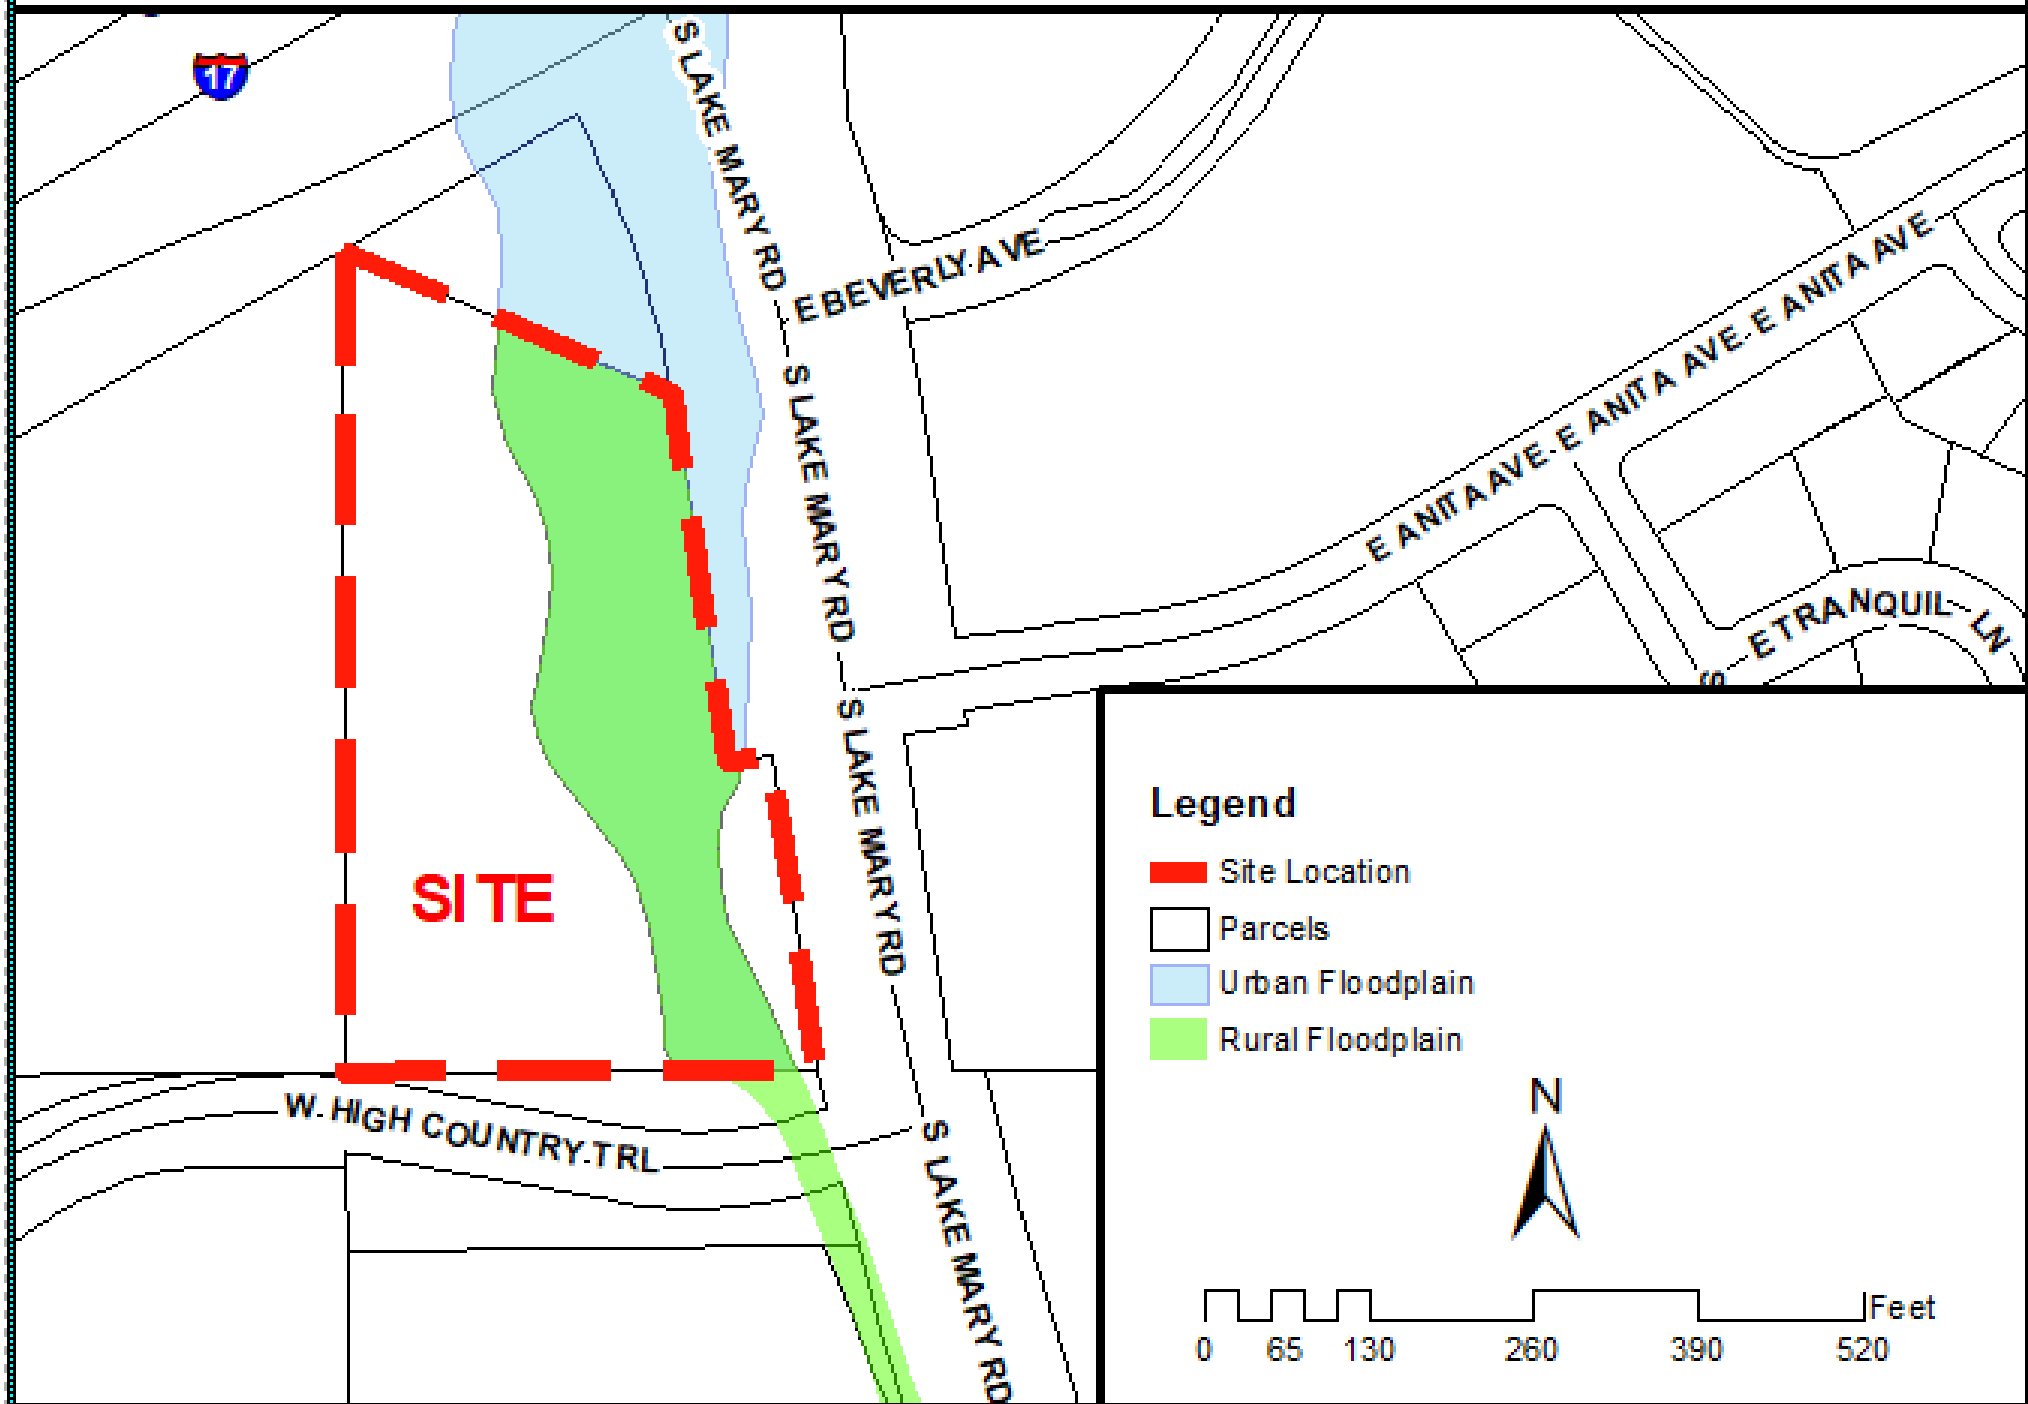 17
S LAKE MARY RD
E BEVERLY AVE
E ANITA AVE
S LAKE MARY RD
E ANITA AVE
E ANITA AVE
E ANITA AVE
E TRANQUIL LN
S
S LAKE MARY RD
SITE
W. HIGH COUNTRY TRL
S LAKE MARY RD
Legend
Site Location
Parcels
Urban Floodplain
Rural Floodplain
N
Feet
0 65 130 260 390 520